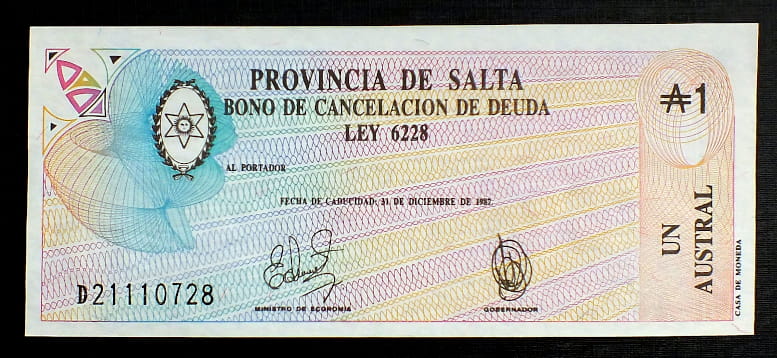 PROVINCIA DE SALTA
BONO DE CANCELACION DE DEUDA
LEY 6228
₳1
AL PORTADOR
FECHA DE CADUCIDAD: 31 DE DICIEMBRE DE 1987
UN
AUSTRAL
D21110728
MINISTRO DE ECONOMIA
GOBERNADOR
CASA DE MONEDA